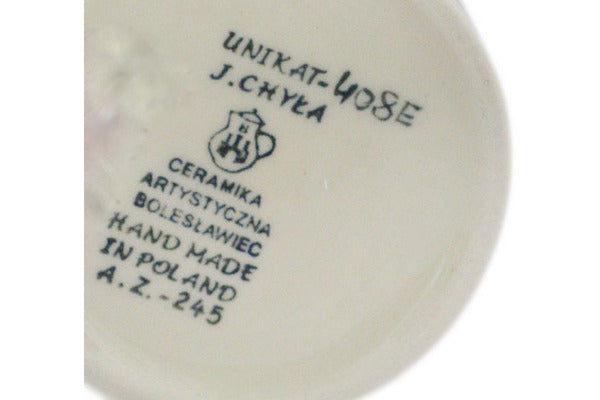 UNIKAT-408E
J. CHYŁA
CERAMIKA
ARTYSTYCZNA
BOLESŁAWIEC
HAND MADE
IN POLAND
A.Z.-245